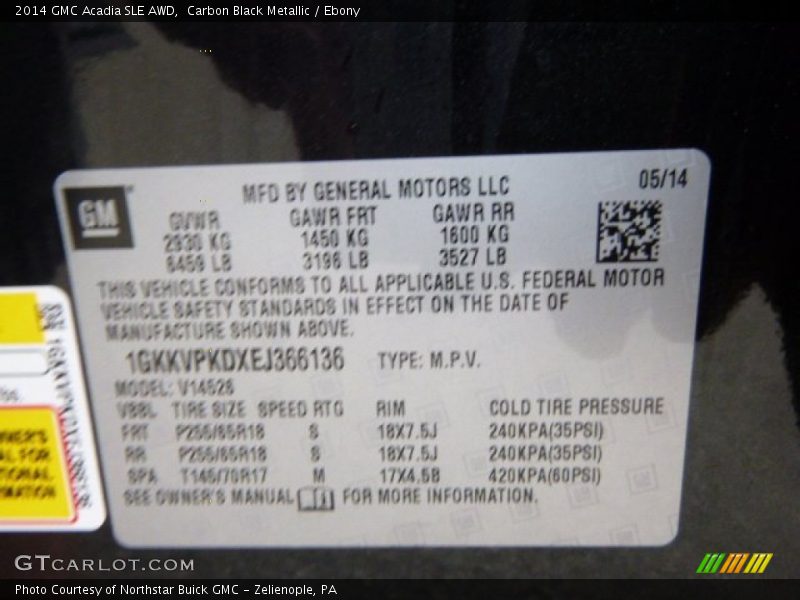 2014 GMC Acadia SLE AWD,  Carbon Black Metallic / Ebony
GM
MFD BY GENERAL MOTORS LLC
05/14
GVWR GAWR FRT GAWR RR
2930 KG 1450 KG 1600 KG
6459 LB 3196 LB 3527 LB
THIS VEHICLE CONFORMS TO ALL APPLICABLE U.S. FEDERAL MOTOR
VEHICLE SAFETY STANDARDS IN EFFECT ON THE DATE OF
MANUFACTURE SHOWN ABOVE.
1GKKVPKDXEJ366136 TYPE: M.P.V.
MODEL: V14526
TIRE SIZE SPEED RTG RIM COLD TIRE PRESSURE
FRT P255/65R18 S 18X7.5J 240KPA(35PSI)
RR P255/65R18 S 18X7.5J 240KPA(35PSI)
SPA T145/70R17 M 17X4.5B 420KPA(60PSI)
SEE OWNER'S MANUAL FOR MORE INFORMATION.
GTCARLOT.COM
Photo Courtesy of Northstar Buick GMC - Zelienople, PA